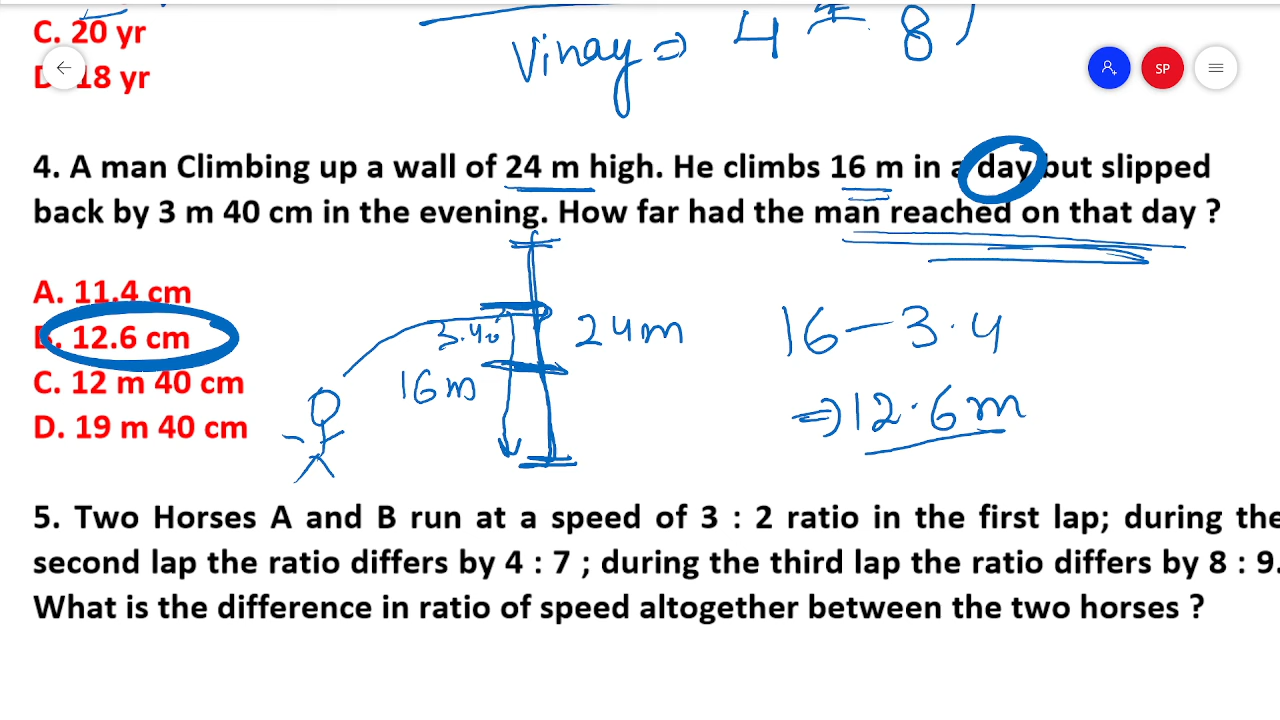 C. 20 yr
18 yr
Vinay ⇒ 4 8
SP
4. A man Climbing up a wall of 24 m high. He climbs 16 m in a day but slipped
back by 3 m 40 cm in the evening. How far had the man reached on that day ?
A. 11.4 cm
B. 12.6 cm
C. 12 m 40 cm
D. 19 m 40 cm
3.40
24m
16m
16-3.4
⇒12.6m
5. Two Horses A and B run at a speed of 3 : 2 ratio in the first lap; during the
second lap the ratio differs by 4 : 7 ; during the third lap the ratio differs by 8 : 9.
What is the difference in ratio of speed altogether between the two horses ?